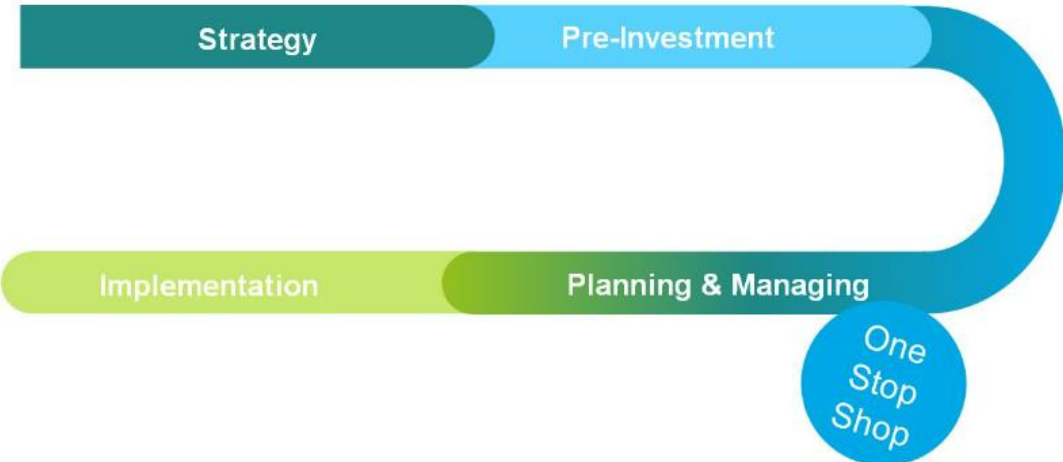 Strategy
Pre-Investment
Planning & Managing
Implementation
One
Stop
Shop